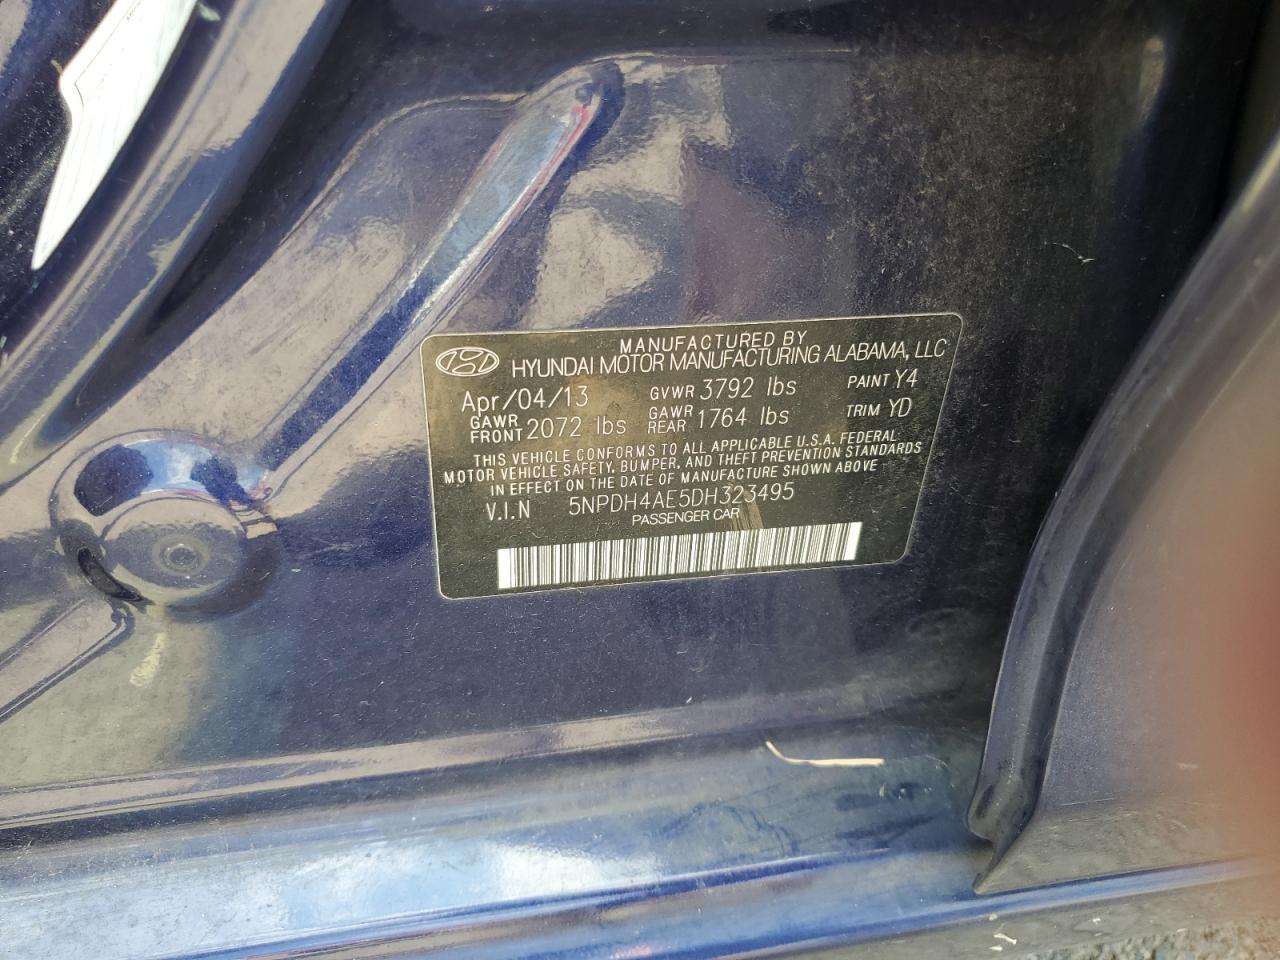 MANUFACTURED BY
HYUNDAI MOTOR MANUFACTURING ALABAMA, LLC
Apr/04/13 GVWR 3792 lbs PAINT Y4
GAWR FRONT 2072 lbs GAWR REAR 1764 lbs TRIM YD
THIS VEHICLE CONFORMS TO ALL APPLICABLE U.S.A. FEDERAL
MOTOR VEHICLE SAFETY, BUMPER, AND THEFT PREVENTION STANDARDS
IN EFFECT ON THE DATE OF MANUFACTURE SHOWN ABOVE
V.I.N 5NPDH4AE5DH323495
PASSENGER CAR